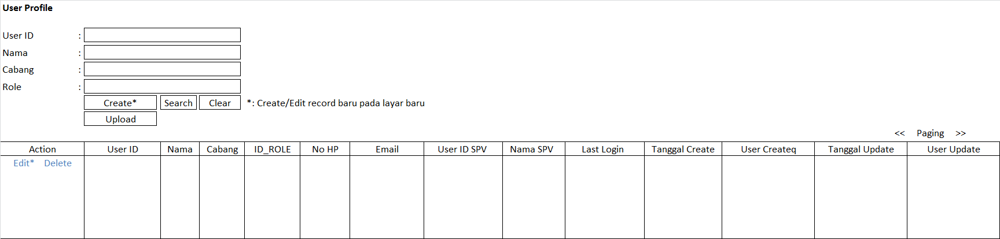 User Profile
User ID :
Nama :
Cabang :
Role :
Create* Search Clear *: Create/Edit record baru pada layar baru
Upload
<< Paging >>
Action User ID Nama Cabang ID_ROLE No HP Email User ID SPV Nama SPV Last Login Tanggal Create User Createq Tanggal Update User Update
Edit* Delete